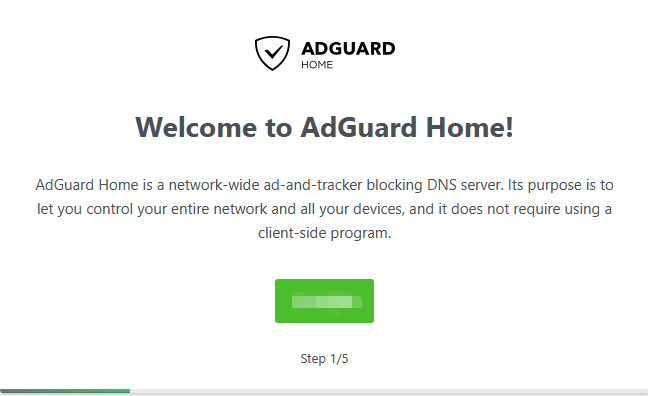 ADGUARD
HOME
Welcome to AdGuard Home!
AdGuard Home is a network-wide ad-and-tracker blocking DNS server. Its purpose is to
let you control your entire network and all your devices, and it does not require using a
client-side program.
Step 1/5